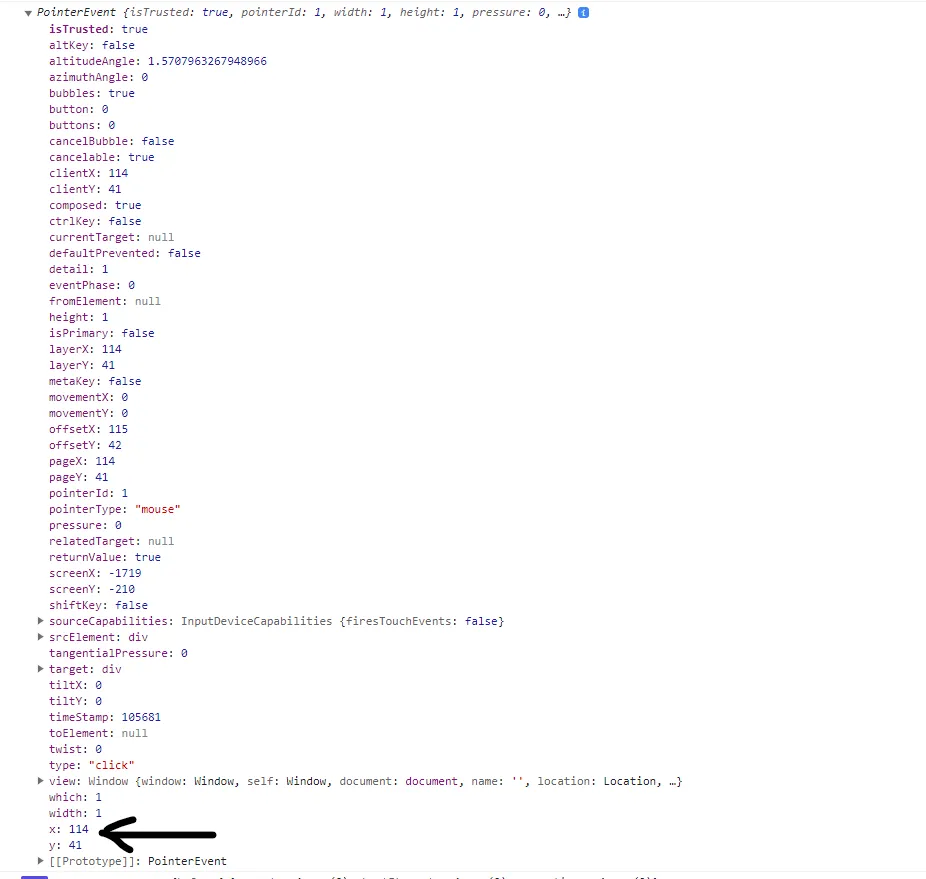 PointerEvent {isTrusted: true, pointerId: 1, width: 1, height: 1, pressure: 0, …} i
isTrusted: true
altKey: false
altitudeAngle: 1.5707963267948966
azimuthAngle: 0
bubbles: true
button: 0
buttons: 0
cancelBubble: false
cancelable: true
clientX: 114
clientY: 41
composed: true
ctrlKey: false
currentTarget: null
defaultPrevented: false
detail: 1
eventPhase: 0
fromElement: null
height: 1
isPrimary: false
layerX: 114
layerY: 41
metaKey: false
movementX: 0
movementY: 0
offsetX: 115
offsetY: 42
pageX: 114
pageY: 41
pointerId: 1
pointerType: "mouse"
pressure: 0
relatedTarget: null
returnValue: true
screenX: -1719
screenY: -210
shiftKey: false
sourceCapabilities: InputDeviceCapabilities {firesTouchEvents: false}
srcElement: div
tangentialPressure: 0
target: div
tiltX: 0
tiltY: 0
timeStamp: 105681
toElement: null
twist: 0
type: "click"
view: Window {window: Window, self: Window, document: document, name: '', location: Location, …}
which: 1
width: 1
x: 114
y: 41
[[Prototype]]: PointerEvent